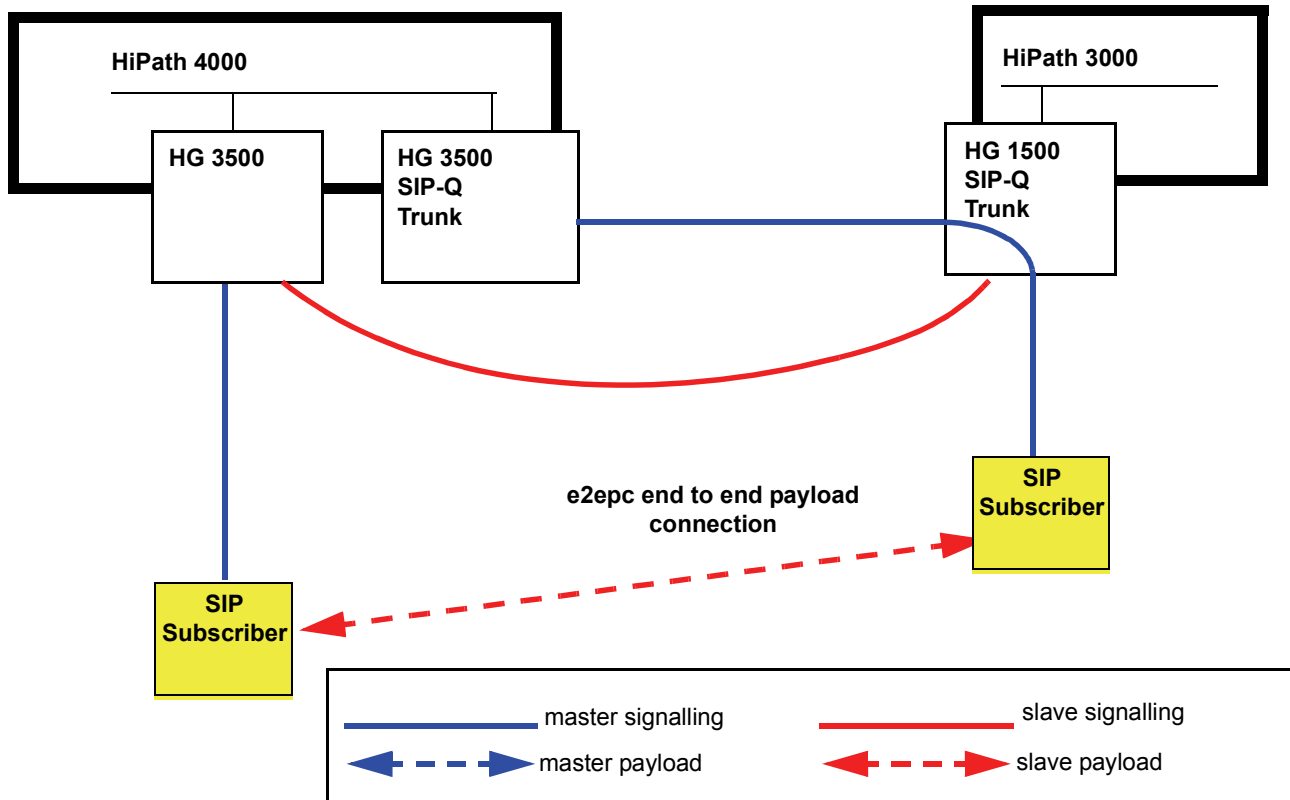 HiPath 4000
HiPath 3000
HG 3500
HG 3500
SIP-Q
Trunk
HG 1500
SIP-Q
Trunk
e2epc end to end payload
connection
SIP
Subscriber
SIP
Subscriber
master signalling
slave signalling
master payload
slave payload